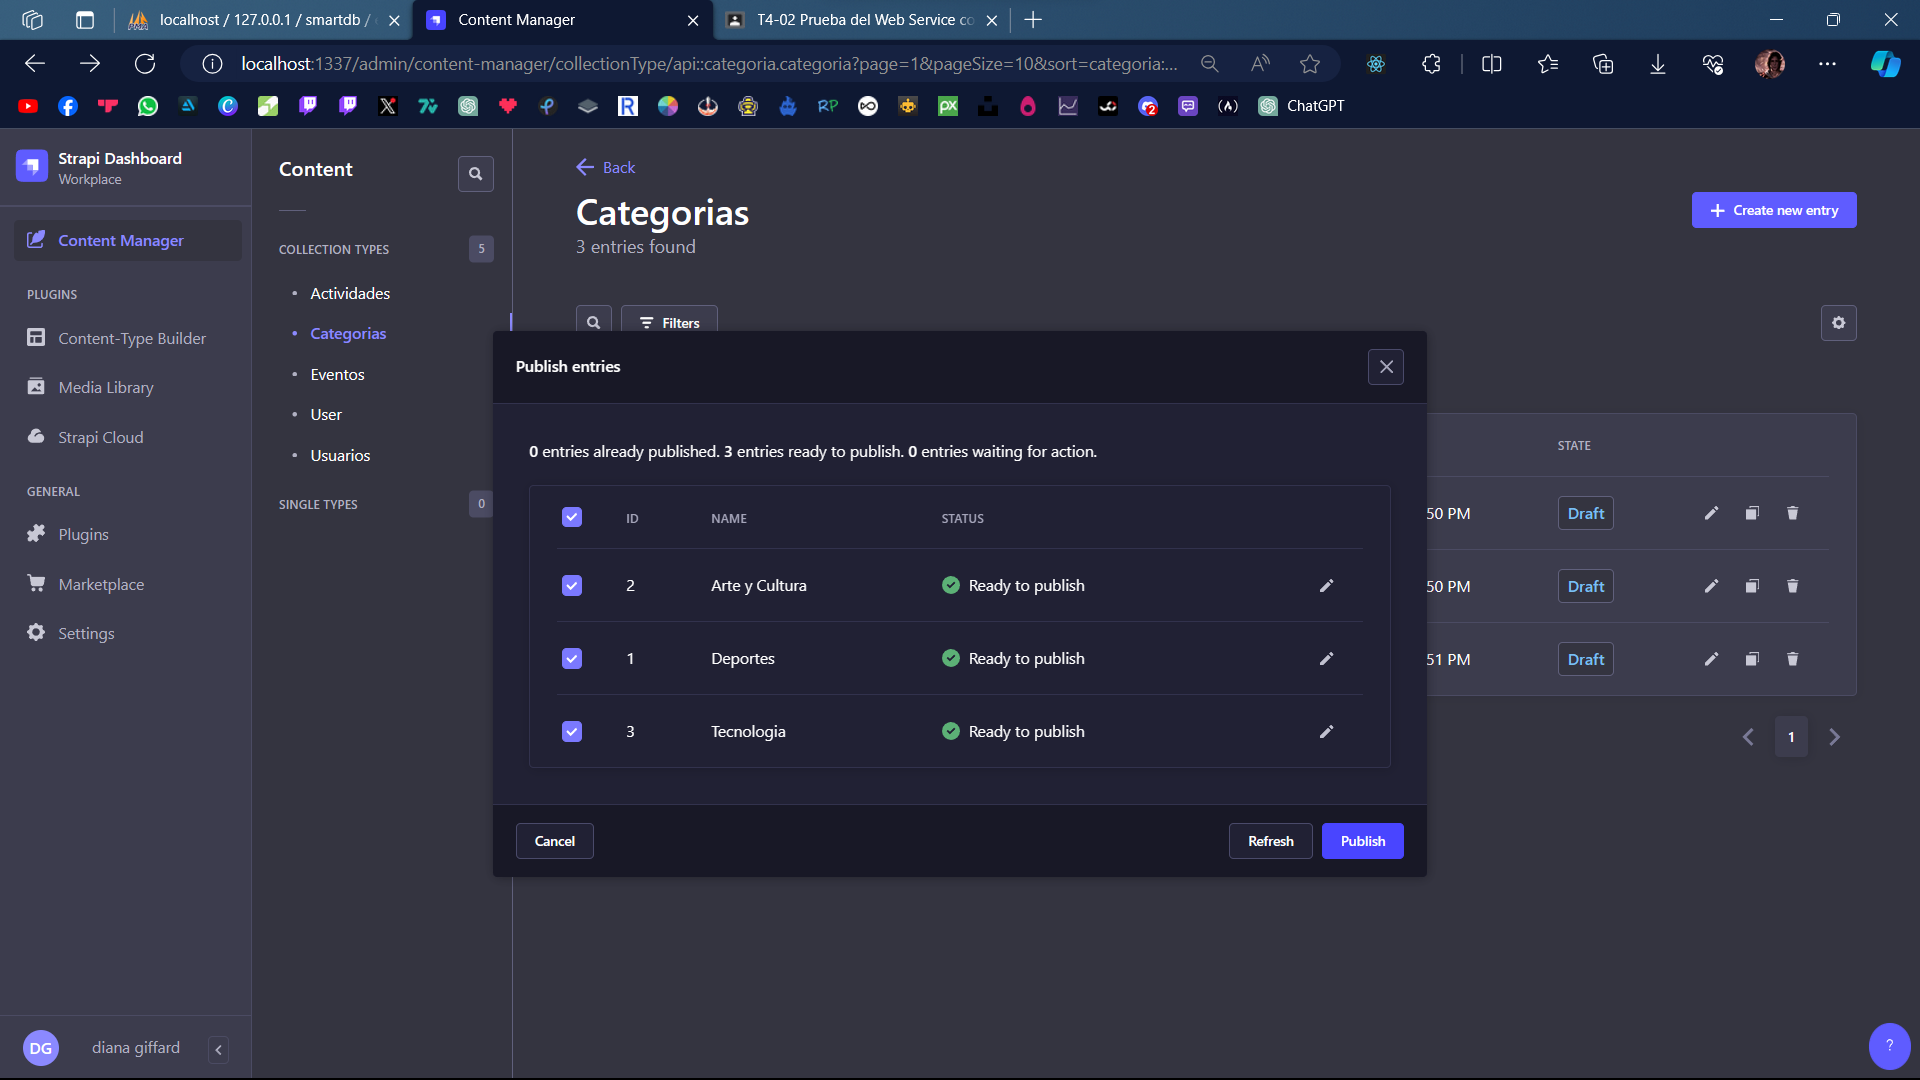 localhost / 127.0.0.1 / smartdb /
Content Manager
T4-02 Prueba del Web Service co
localhost:1337/admin/content-manager/collectionType/api::categoria.categoria?page=1&pageSize=10&sort=categoria:...
ChatGPT
Strapi Dashboard
Workplace
Content Manager
PLUGINS
Content-Type Builder
Media Library
Strapi Cloud
GENERAL
Plugins
Marketplace
Settings
DG
diana giffard
Content
COLLECTION TYPES
5
Actividades
Categorias
Eventos
User
Usuarios
SINGLE TYPES
0
Back
Categorias
3 entries found
Create new entry
Filters
STATE
50 PM
Draft
50 PM
Draft
51 PM
Draft
1
Publish entries
0 entries already published. 3 entries ready to publish. 0 entries waiting for action.
ID NAME STATUS
2 Arte y Cultura Ready to publish
1 Deportes Ready to publish
3 Tecnologia Ready to publish
Cancel
Refresh
Publish
?